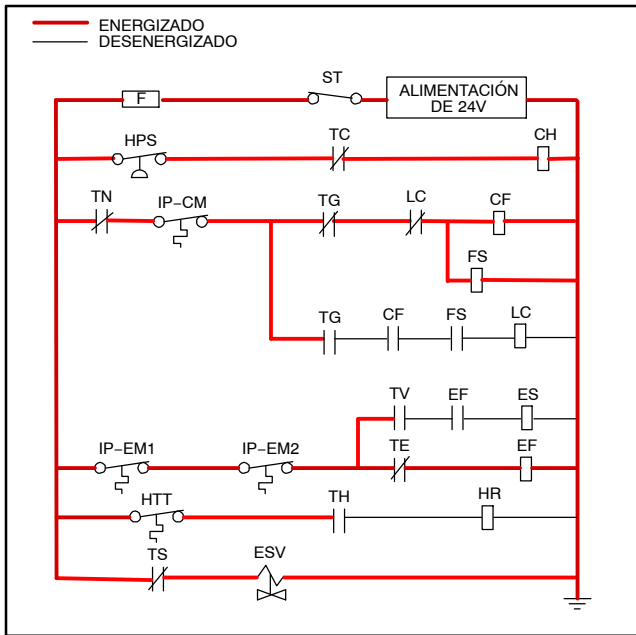 ENERGIZADO
DESENERGIZADO
F
ST
ALIMENTACIÓN
DE 24V
HPS
TC
CH
TN
IP-CM
TG
LC
CF
FS
TG
CF
FS
LC
TV
EF
ES
IP-EM1
IP-EM2
TE
EF
HTT
TH
HR
TS
ESV